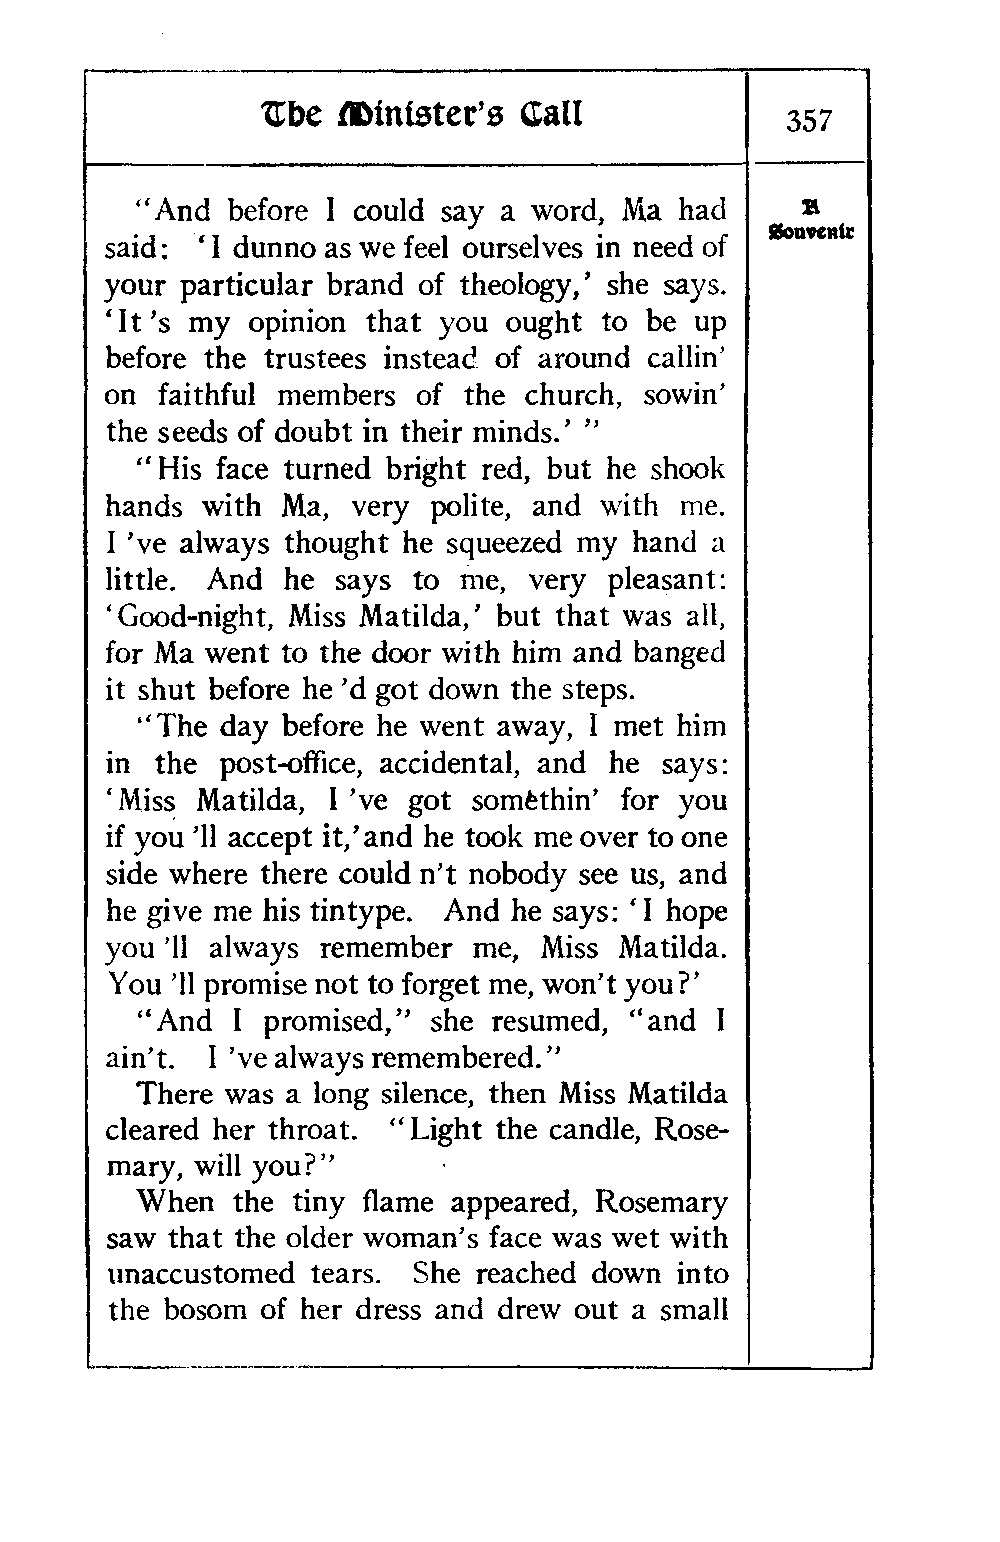 The Minister's Call
357
A
Souvenir
"And before I could say a word, Ma had
said: 'I dunno as we feel ourselves in need of
your particular brand of theology,' she says.
'It 's my opinion that you ought to be up
before the trustees instead of around callin'
on faithful members of the church, sowin'
the seeds of doubt in their minds.' "
"His face turned bright red, but he shook
hands with Ma, very polite, and with me.
I 've always thought he squeezed my hand a
little. And he says to me, very pleasant:
'Good-night, Miss Matilda,' but that was all,
for Ma went to the door with him and banged
it shut before he 'd got down the steps.
"The day before he went away, I met him
in the post-office, accidental, and he says:
'Miss Matilda, I 've got somethin' for you
if you 'll accept it,' and he took me over to one
side where there could n't nobody see us, and
he give me his tintype. And he says: 'I hope
you 'll always remember me, Miss Matilda.
You 'll promise not to forget me, won't you?'
"And I promised," she resumed, "and I
ain't. I 've always remembered."
There was a long silence, then Miss Matilda
cleared her throat. "Light the candle, Rose-
mary, will you?"
When the tiny flame appeared, Rosemary
saw that the older woman's face was wet with
unaccustomed tears. She reached down into
the bosom of her dress and drew out a small